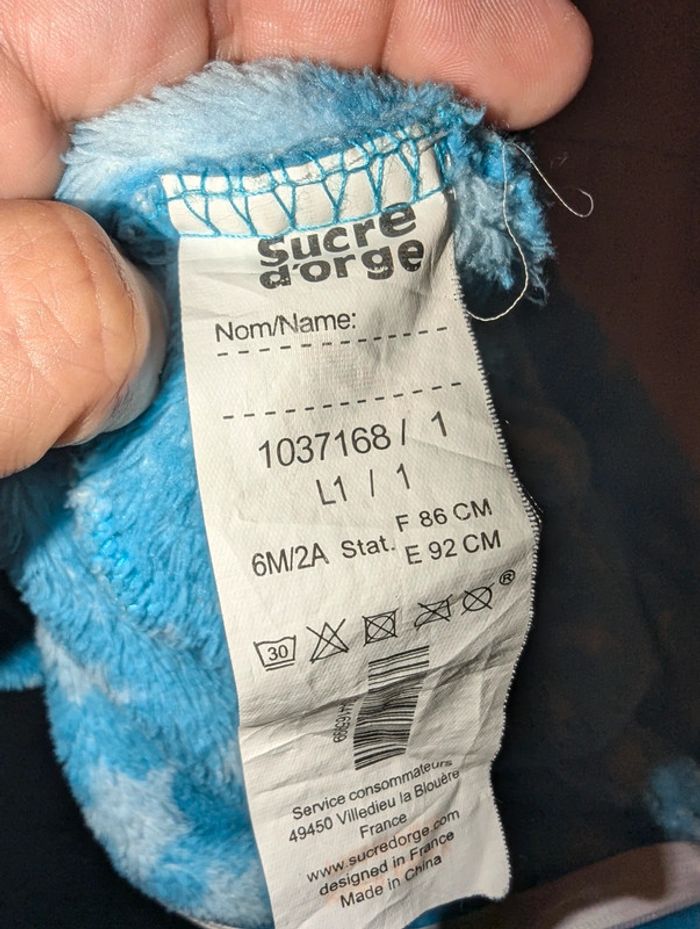 sucre
d'orge
Nom/Name:
1037168 / 1
L1 / 1
6M/2A Stat. F 86 CM
E 92 CM
30
®
Service consommateurs
49450 Villedieu la Blouère
France
www.sucredorge.com
designed in France
Made in China